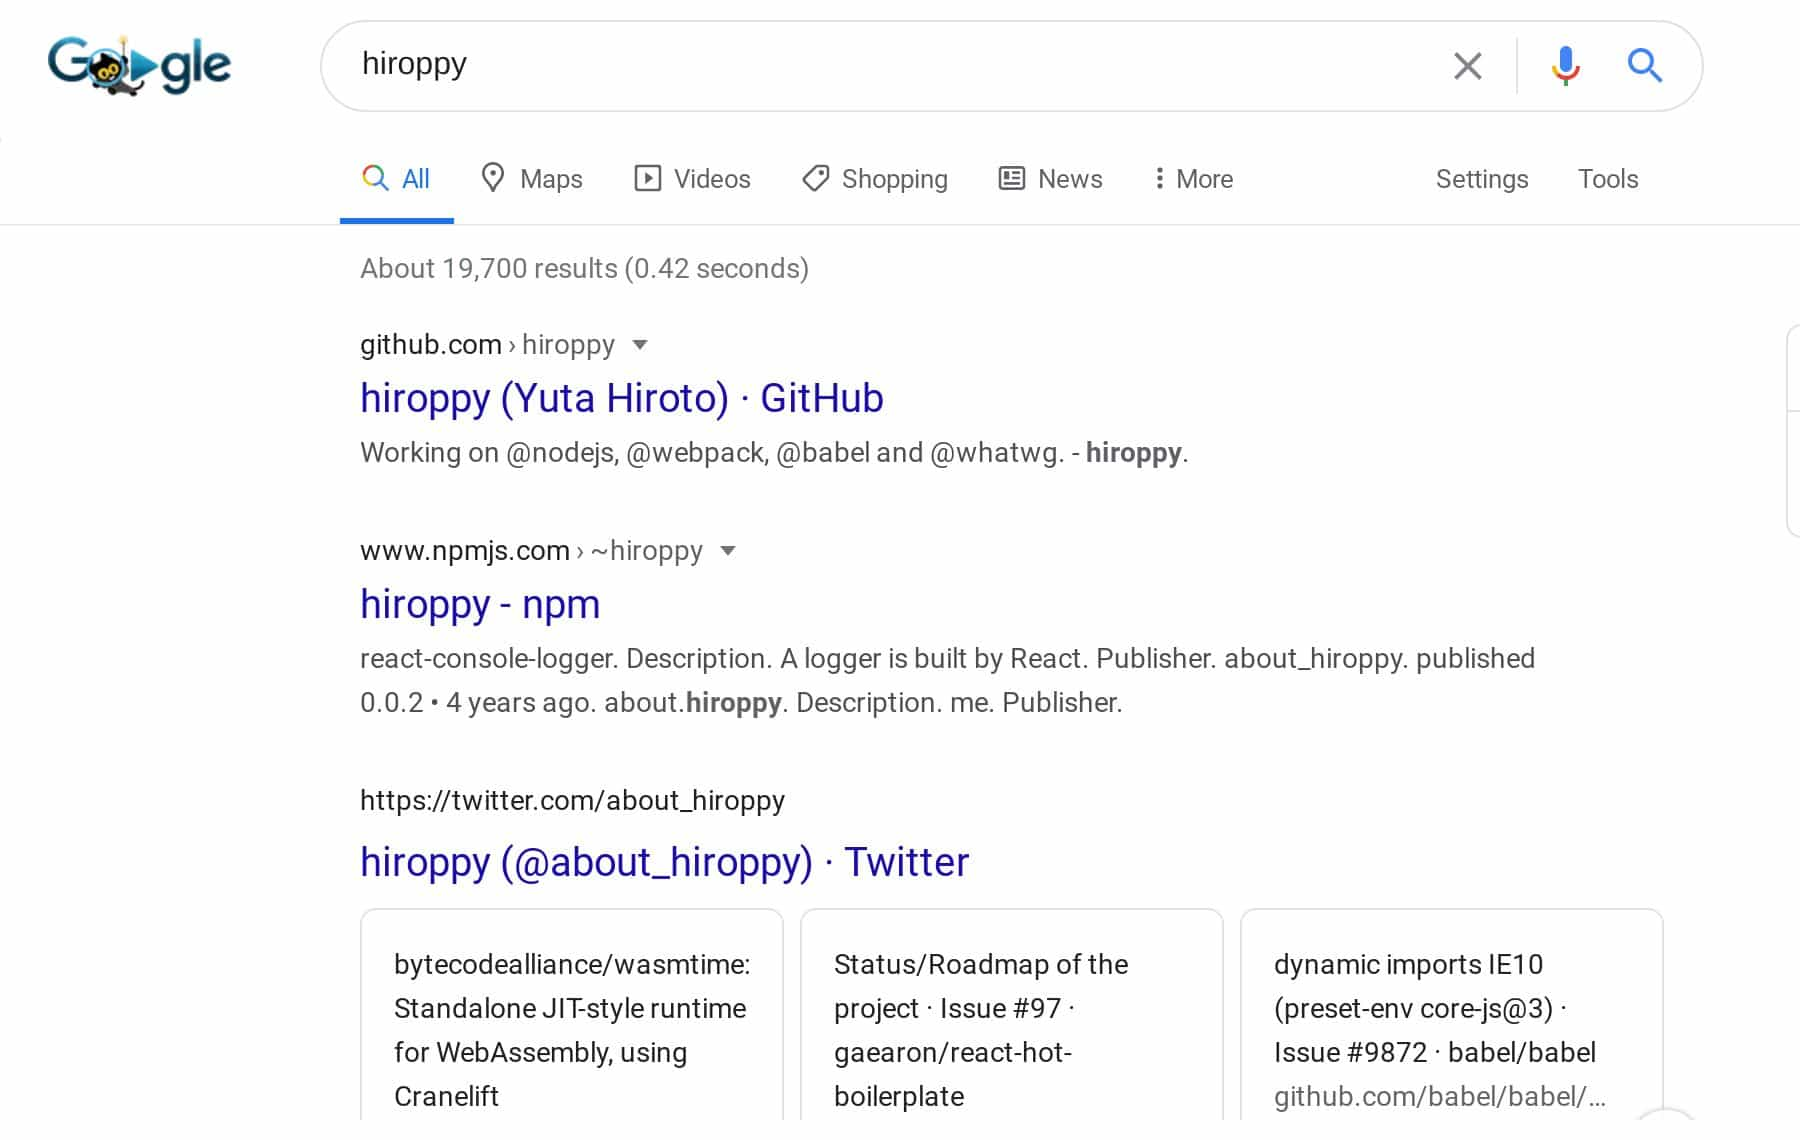 Google
hiroppy
All Maps Videos Shopping News More Settings Tools
About 19,700 results (0.42 seconds)
github.com › hiroppy
hiroppy (Yuta Hiroto) · GitHub
Working on @nodejs, @webpack, @babel and @whatwg. - hiroppy.
www.npmjs.com › ~hiroppy
hiroppy - npm
react-console-logger. Description. A logger is built by React. Publisher. about_hiroppy. published
0.0.2 • 4 years ago. about.hiroppy. Description. me. Publisher.
https://twitter.com/about_hiroppy
hiroppy (@about_hiroppy) · Twitter
bytecodealliance/wasmtime:
Standalone JIT-style runtime
for WebAssembly, using
Cranelift
Status/Roadmap of the
project · Issue #97 ·
gaearon/react-hot-
boilerplate
dynamic imports IE10
(preset-env core-js@3) ·
Issue #9872 · babel/babel
github.com/babel/babel/...